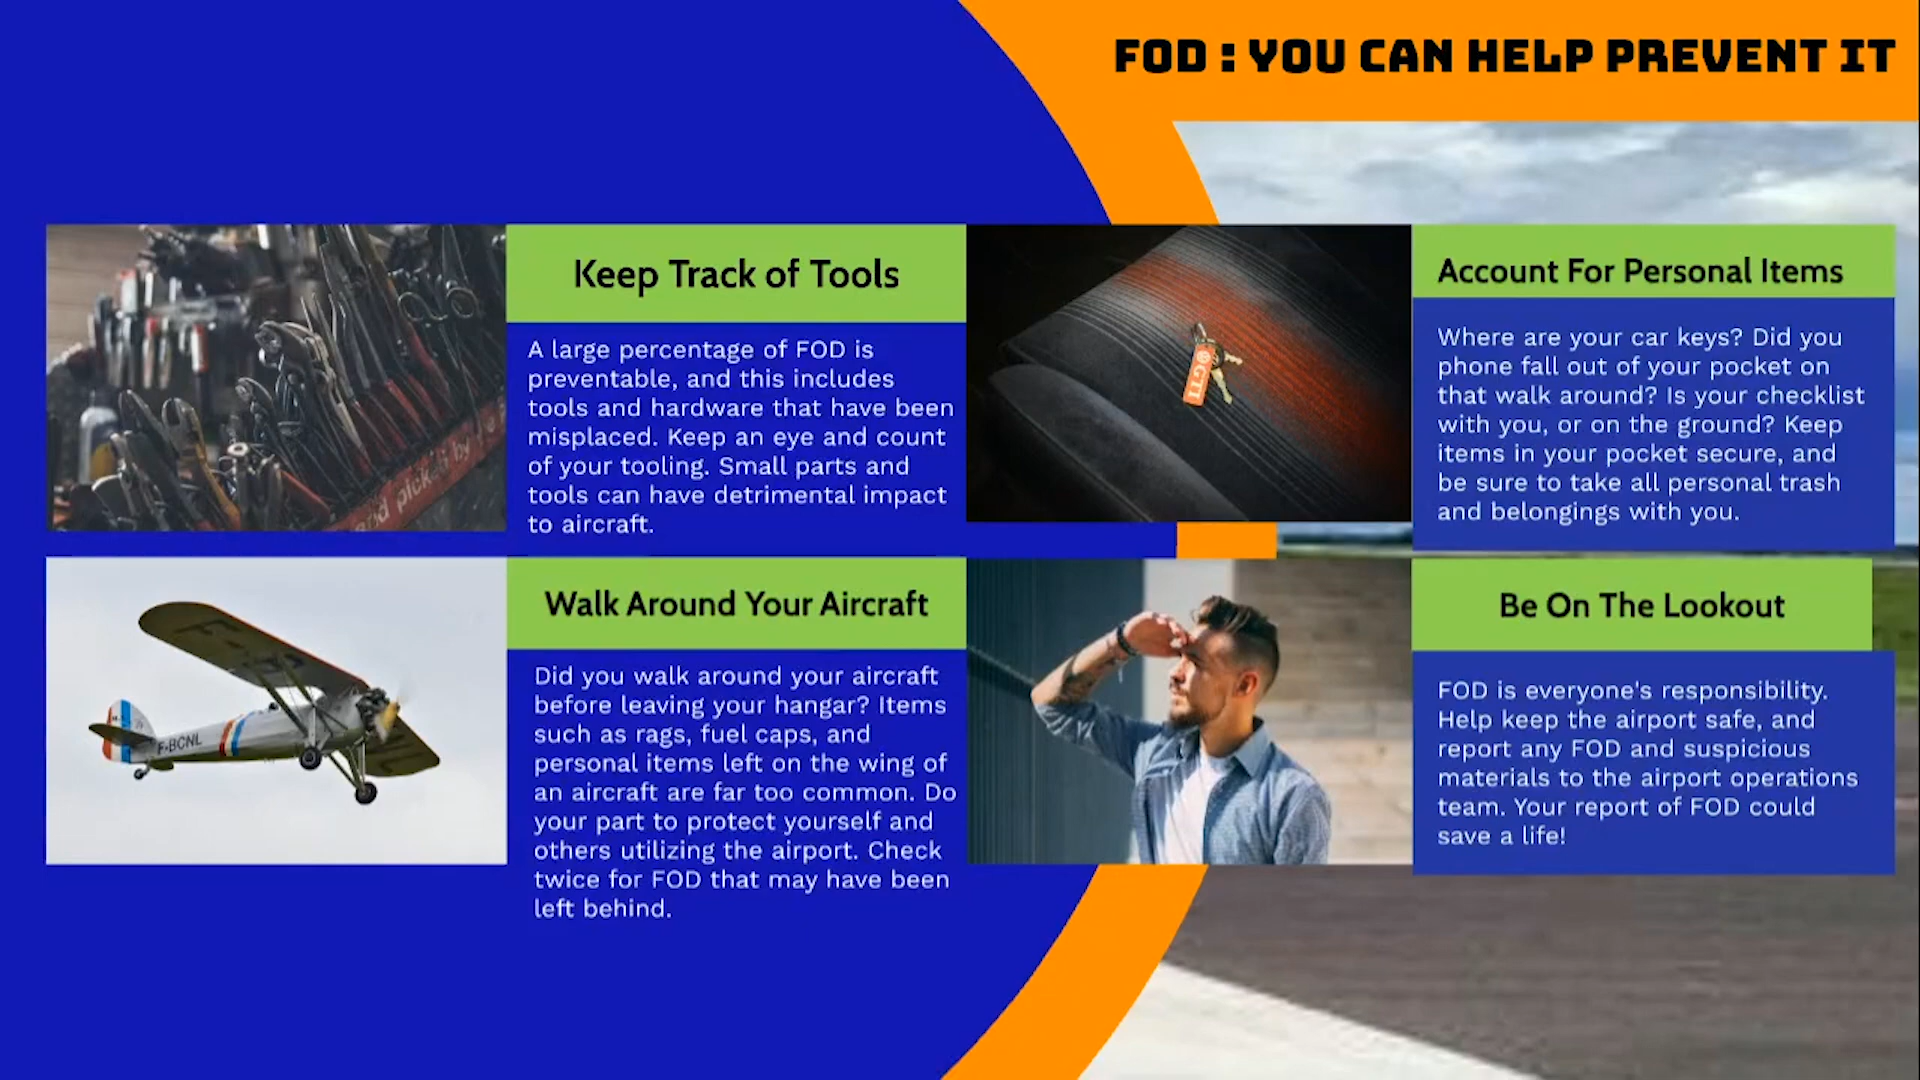 FOD : YOU CAN HELP PREVENT IT
Keep Track of Tools
A large percentage of FOD is
preventable, and this includes
tools and hardware that have been
misplaced. Keep an eye and count
of your tooling. Small parts and
tools can have detrimental impact
to aircraft.
@GTI
Account For Personal Items
Where are your car keys? Did you
phone fall out of your pocket on
that walk around? Is your checklist
with you, or on the ground? Keep
items in your pocket secure, and
be sure to take all personal trash
and belongings with you.
F-BCNL
Walk Around Your Aircraft
Did you walk around your aircraft
before leaving your hangar? Items
such as rags, fuel caps, and
personal items left on the wing of
an aircraft are far too common. Do
your part to protect yourself and
others utilizing the airport. Check
twice for FOD that may have been
left behind.
Be On The Lookout
FOD is everyone's responsibility.
Help keep the airport safe, and
report any FOD and suspicious
materials to the airport operations
team. Your report of FOD could
save a life!